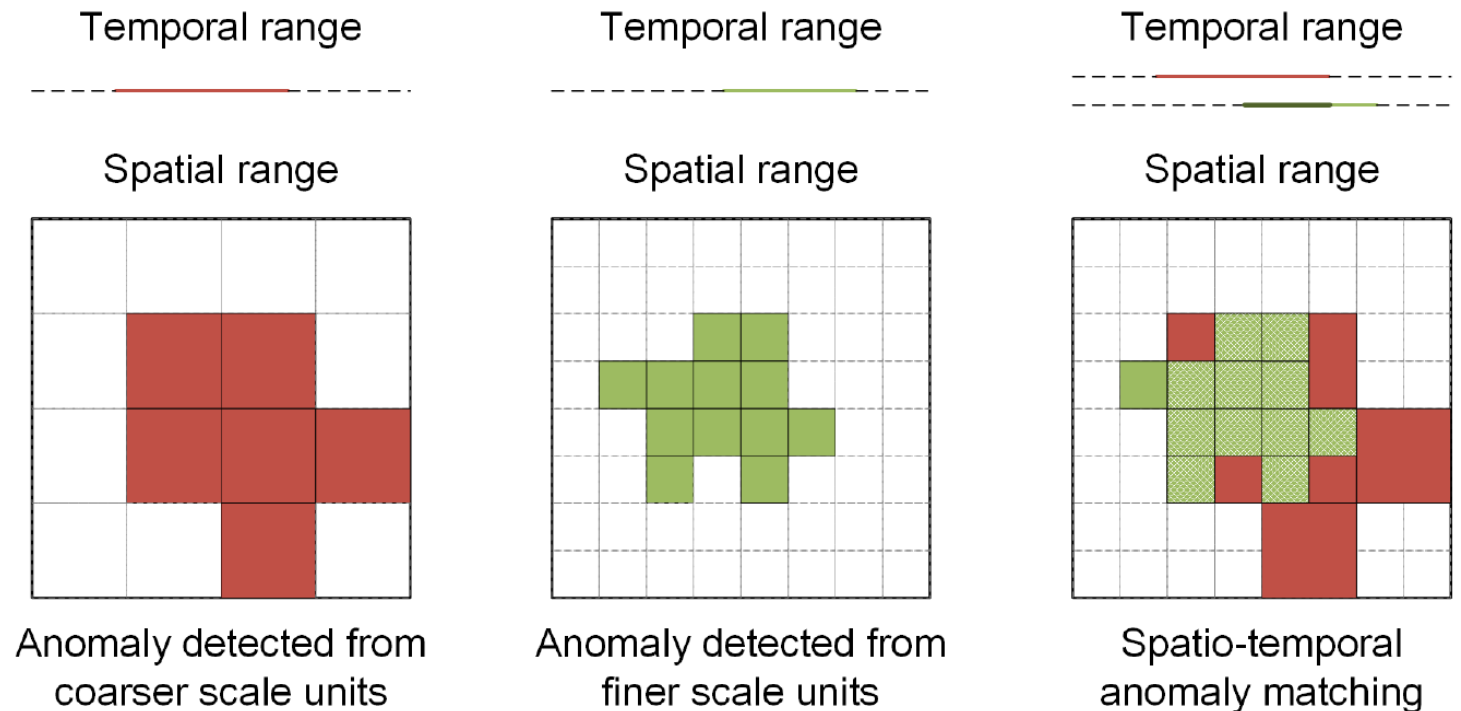 Temporal range
Temporal range
Temporal range
Spatial range
Spatial range
Spatial range
Anomaly detected from
coarser scale units
Anomaly detected from
finer scale units
Spatio-temporal
anomaly matching